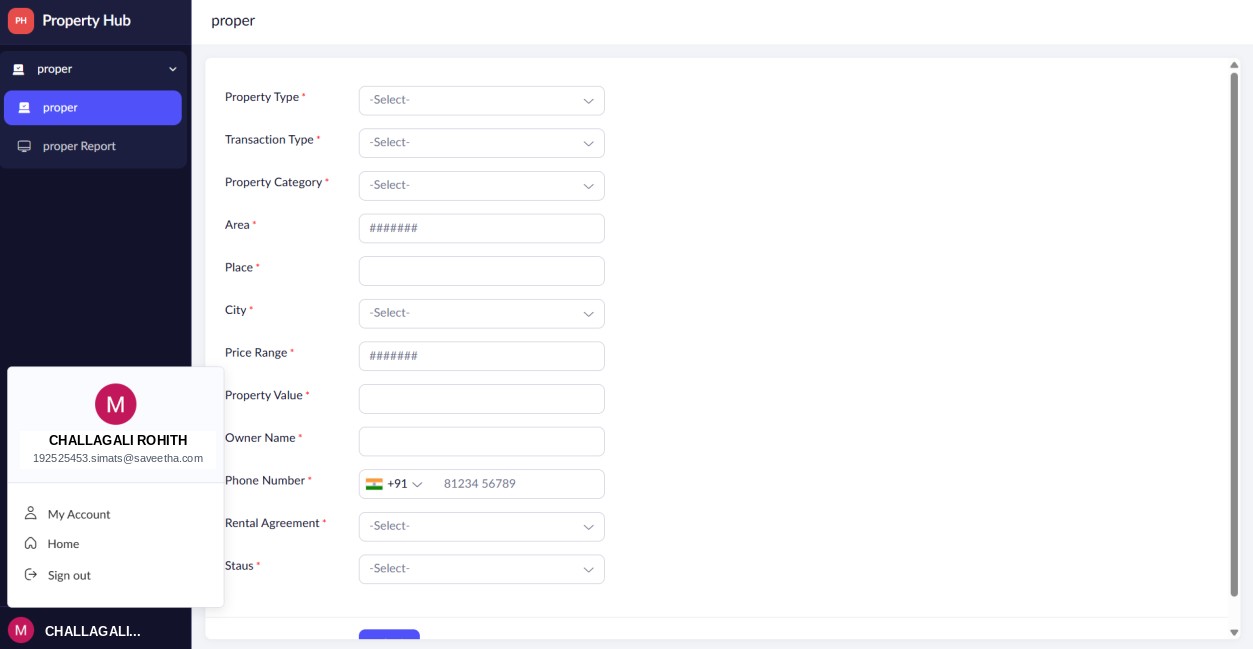 PH Property Hub
proper
proper
proper
proper Report
Property Type *
-Select-
Transaction Type *
-Select-
Property Category *
-Select-
Area *
#######
Place *
City *
-Select-
Price Range *
#######
Property Value *
Owner Name *
Phone Number *
+91 81234 56789
Rental Agreement *
-Select-
Staus *
-Select-
M
CHALLAGALI ROHITH
192525453.simats@saveetha.com
My Account
Home
Sign out
M CHALLAGALI...